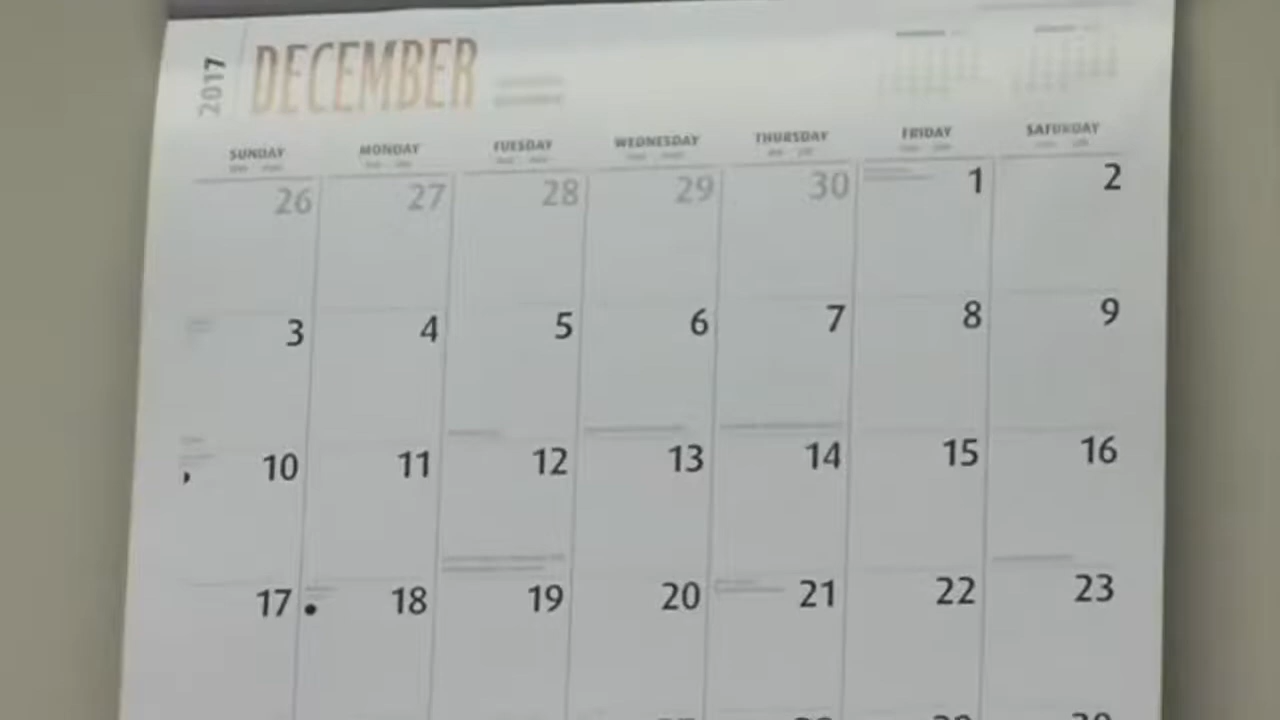 2017 DECEMBER
SUNDAY MONDAY TUESDAY WEDNESDAY THURSDAY FRIDAY SATURDAY
26 27 28 29 30 1 2
3 4 5 6 7 8 9
10 11 12 13 14 15 16
17 18 19 20 21 22 23